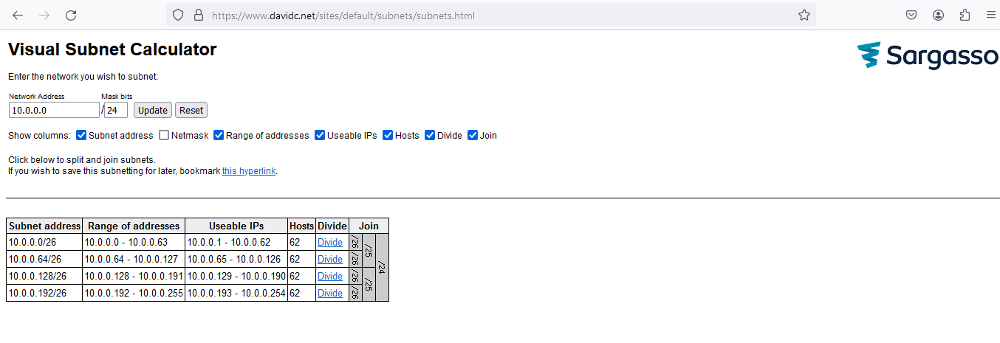 https://www.davidc.net/sites/default/subnets/subnets.html
Visual Subnet Calculator
Sargasso
Enter the network you wish to subnet:
Network Address Mask bits
10.0.0.0 / 24 Update Reset
Show columns: Subnet address Netmask Range of addresses Useable IPs Hosts Divide Join
Click below to split and join subnets.
If you wish to save this subnetting for later, bookmark this hyperlink.
Subnet address Range of addresses Useable IPs Hosts Divide Join
10.0.0.0/26 10.0.0.0 - 10.0.0.63 10.0.0.1 - 10.0.0.62 62 Divide /26 /25 /24
10.0.0.64/26 10.0.0.64 - 10.0.0.127 10.0.0.65 - 10.0.0.126 62 Divide /26
10.0.0.128/26 10.0.0.128 - 10.0.0.191 10.0.0.129 - 10.0.0.190 62 Divide /26 /25
10.0.0.192/26 10.0.0.192 - 10.0.0.255 10.0.0.193 - 10.0.0.254 62 Divide /26